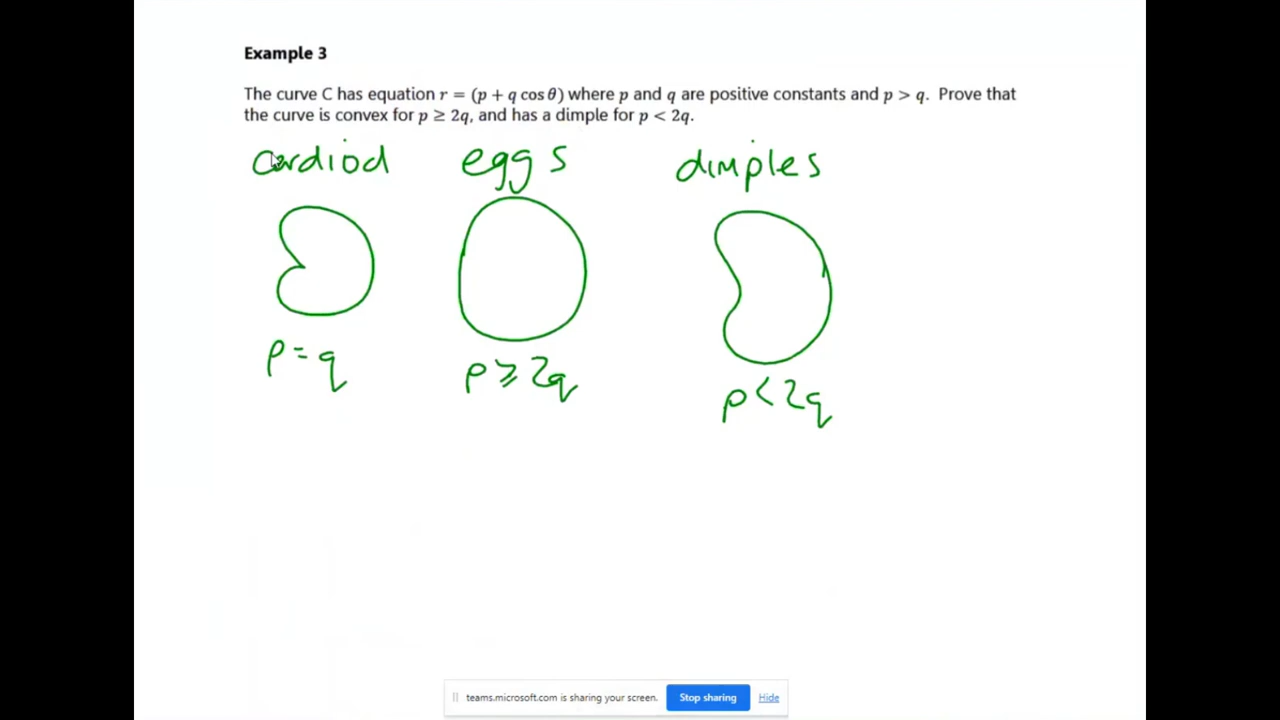 Example 3
The curve C has equation r = (p + q cos θ) where p and q are positive constants and p > q. Prove that
the curve is convex for p ≥ 2q, and has a dimple for p < 2q.
cardiod eggs dimples
p = q p ≥ 2q p < 2q
teams.microsoft.com is sharing your screen. Stop sharing Hide